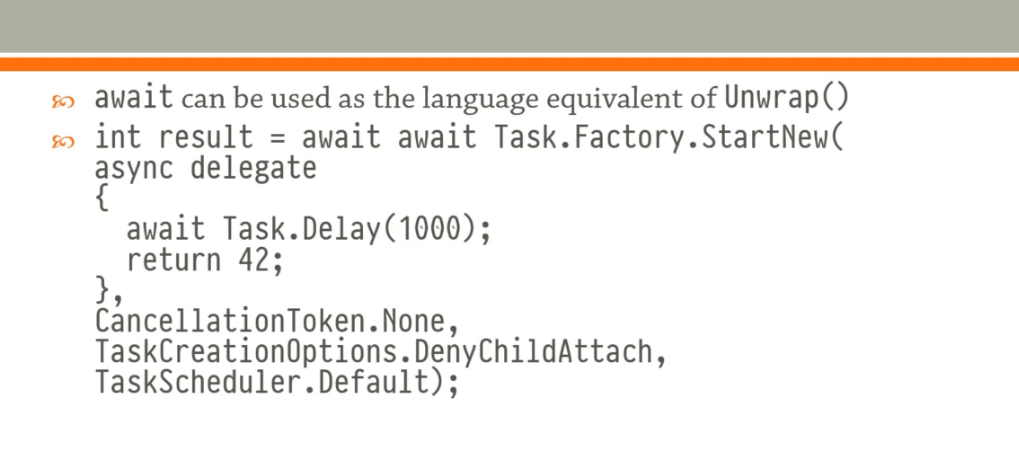 await can be used as the language equivalent of Unwrap()
int result = await await Task.Factory.StartNew(
async delegate
{
  await Task.Delay(1000);
  return 42;
},
CancellationToken.None,
TaskCreationOptions.DenyChildAttach,
TaskScheduler.Default);